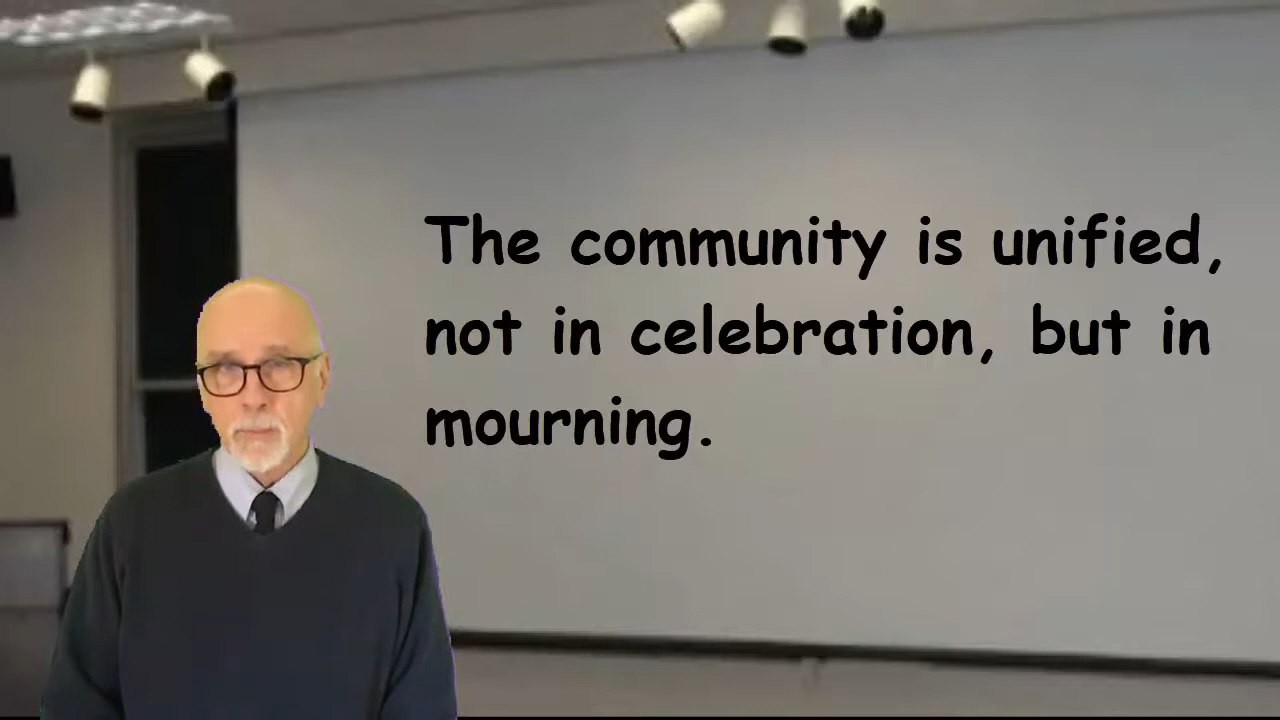 The community is unified,
not in celebration, but in
mourning.